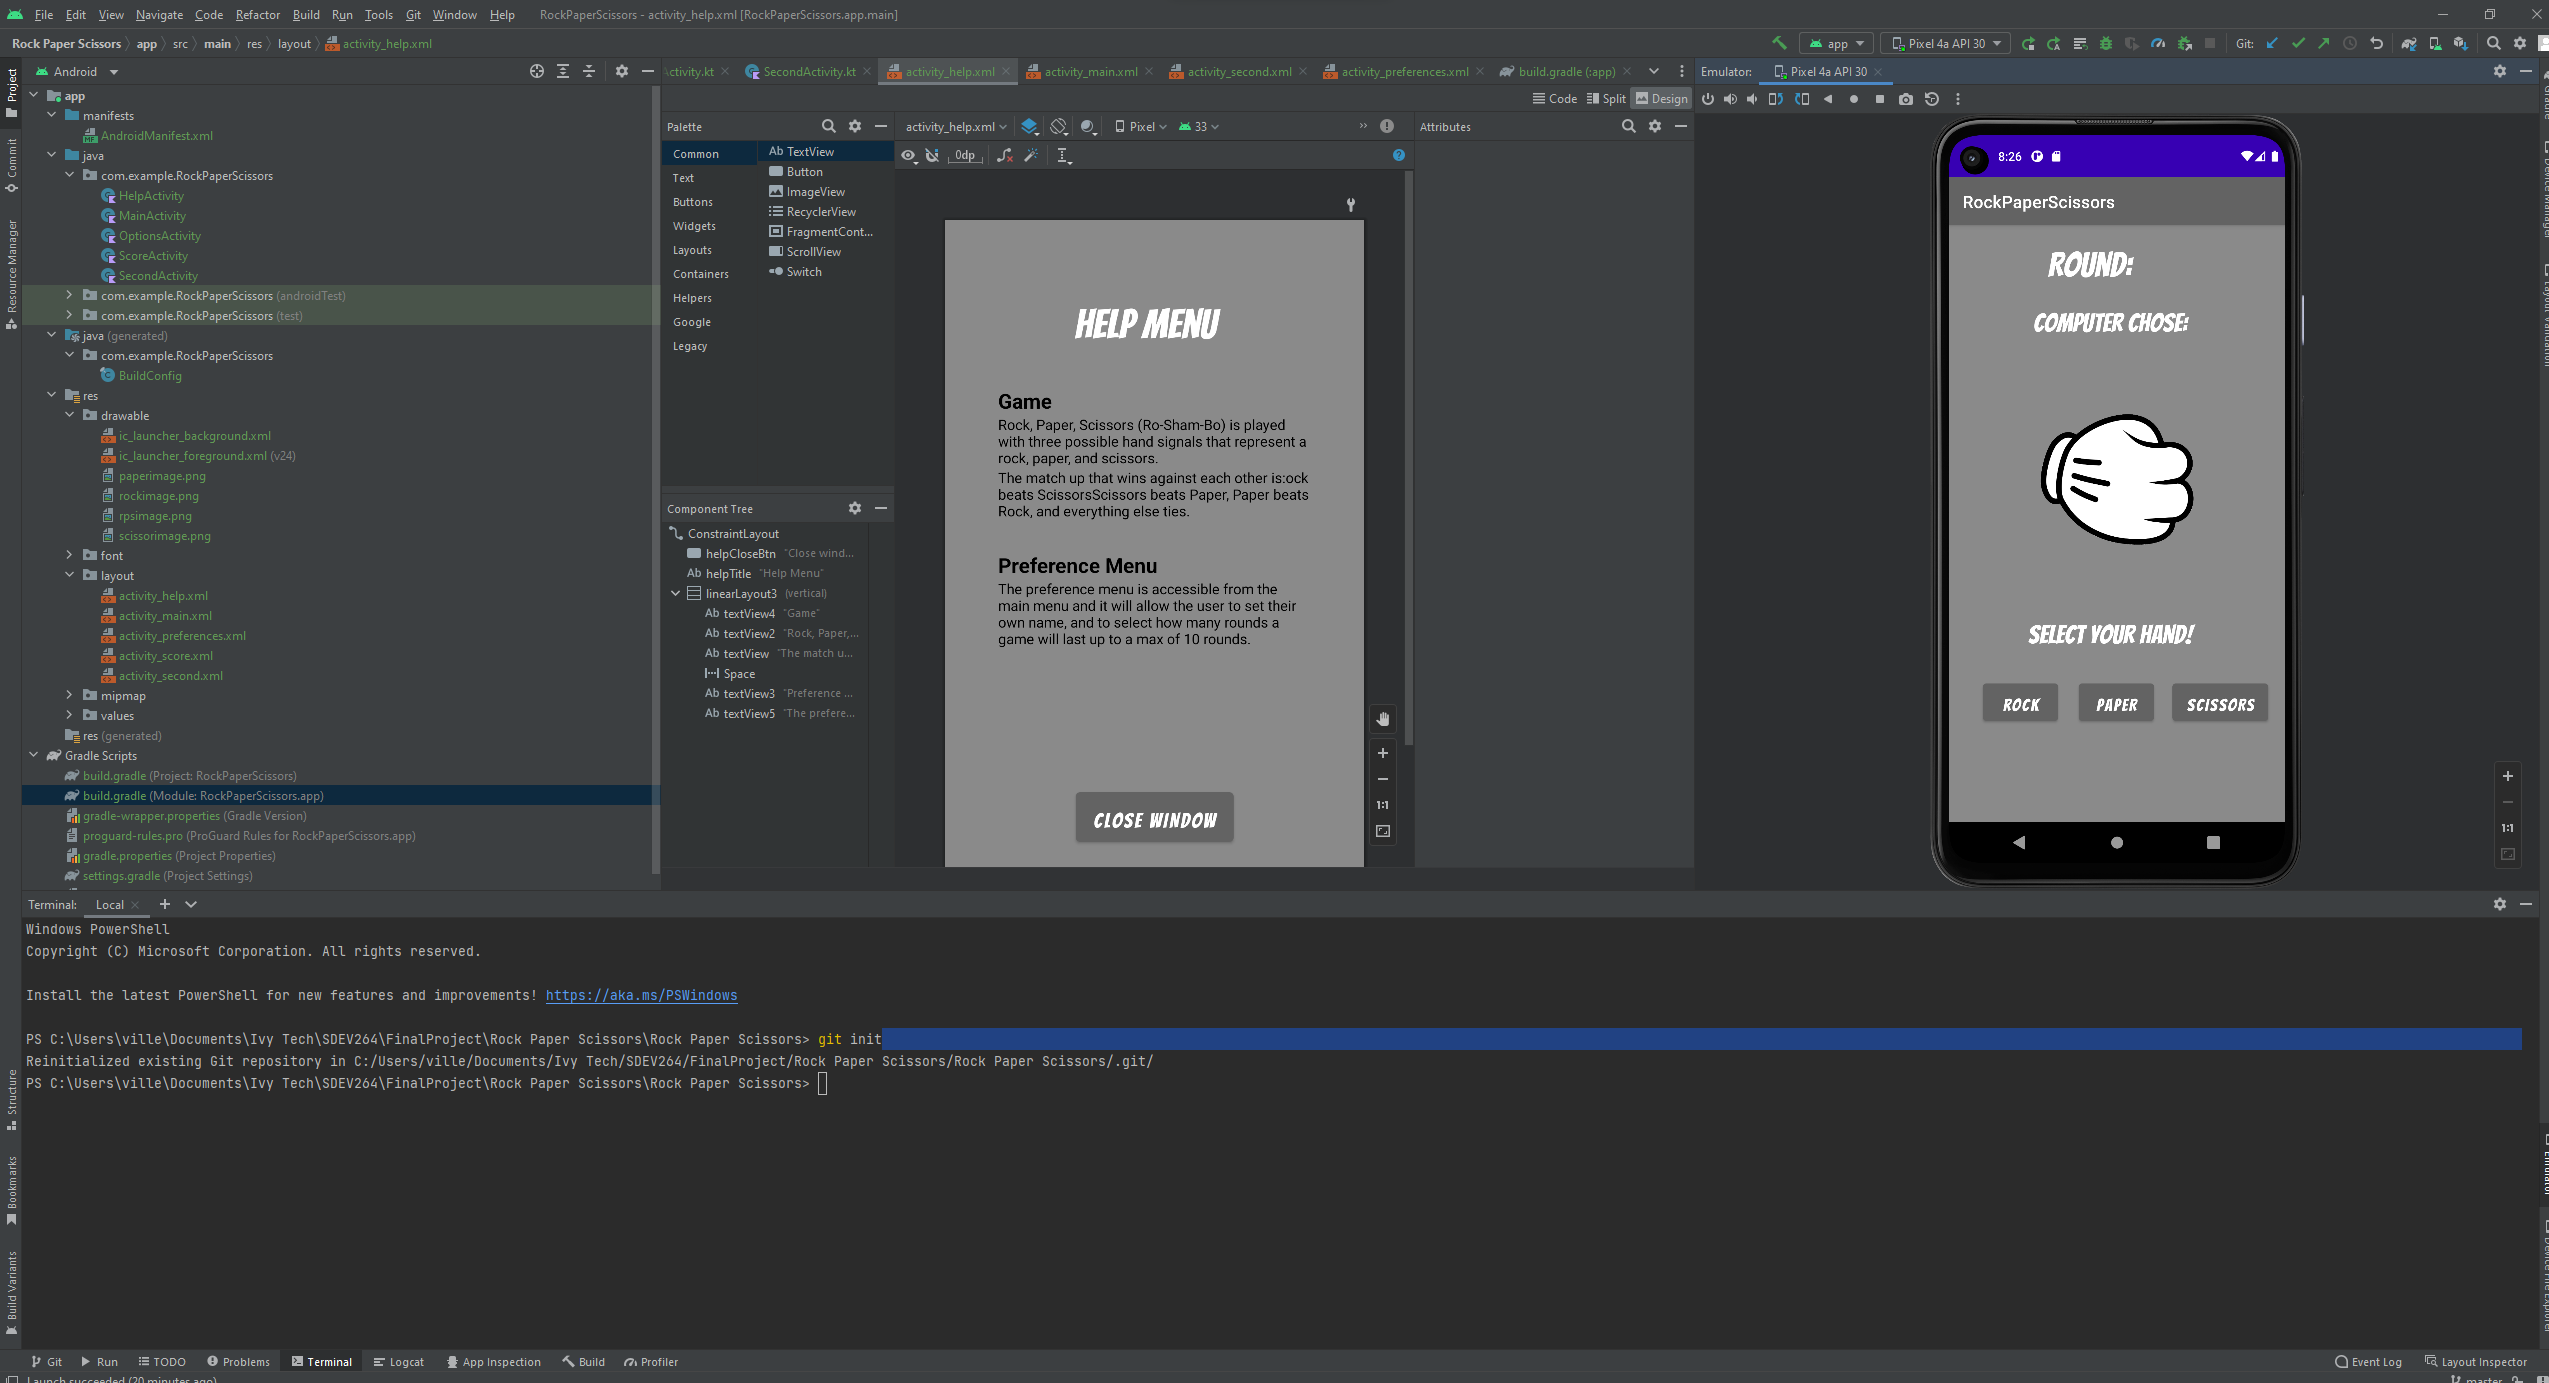 File Edit View Navigate Code Refactor Build Run Tools Git Window Help RockPaperScissors - activity_help.xml [RockPaperScissors.app.main]
Rock Paper Scissors app src main res layout activity_help.xml
app Pixel 4a API 30 Git:
Project
Commit
Resource Manager
Structure
Bookmarks
Build Variants
Android
app
manifests
AndroidManifest.xml
java
com.example.RockPaperScissors
HelpActivity
MainActivity
OptionsActivity
ScoreActivity
SecondActivity
com.example.RockPaperScissors (androidTest)
com.example.RockPaperScissors (test)
java (generated)
com.example.RockPaperScissors
BuildConfig
res
drawable
ic_launcher_background.xml
ic_launcher_foreground.xml (v24)
paperimage.png
rockimage.png
rpsimage.png
scissorimage.png
font
layout
activity_help.xml
activity_main.xml
activity_preferences.xml
activity_score.xml
activity_second.xml
mipmap
values
res (generated)
Gradle Scripts
build.gradle (Project: RockPaperScissors)
build.gradle (Module: RockPaperScissors.app)
gradle-wrapper.properties (Gradle Version)
proguard-rules.pro (ProGuard Rules for RockPaperScissors.app)
gradle.properties (Project Properties)
settings.gradle (Project Settings)
ctivity.kt SecondActivity.kt activity_help.xml activity_main.xml activity_second.xml activity_preferences.xml build.gradle (:app)
Code Split Design
Palette
Common
Text
Buttons
Widgets
Layouts
Containers
Helpers
Google
Legacy
Ab TextView
Button
ImageView
RecyclerView
FragmentCont...
ScrollView
Switch
activity_help.xml Pixel 33
0dp
Attributes
Component Tree
ConstraintLayout
helpCloseBtn "Close wind...
Ab helpTitle "Help Menu"
linearLayout3 (vertical)
Ab textView4 "Game"
Ab textView2 "Rock, Paper,...
Ab textView "The match u...
Space
Ab textView3 "Preference ...
Ab textView5 "The prefere...
HELP MENU
Game
Rock, Paper, Scissors (Ro-Sham-Bo) is played
with three possible hand signals that represent a
rock, paper, and scissors.
The match up that wins against each other is:ock
beats ScissorsScissors beats Paper, Paper beats
Rock, and everything else ties.
Preference Menu
The preference menu is accessible from the
main menu and it will allow the user to set their
own name, and to select how many rounds a
game will last up to a max of 10 rounds.
CLOSE WINDOW
1:1
Emulator: Pixel 4a API 30
8:26
RockPaperScissors
ROUND:
COMPUTER CHOSE:
SELECT YOUR HAND!
ROCK PAPER SCISSORS
1:1
Terminal: Local
Windows PowerShell
Copyright (C) Microsoft Corporation. All rights reserved.
Install the latest PowerShell for new features and improvements! https://aka.ms/PSWindows
PS C:\Users\ville\Documents\Ivy Tech\SDEV264\FinalProject\Rock Paper Scissors\Rock Paper Scissors> git init
Reinitialized existing Git repository in C:/Users/ville/Documents/Ivy Tech/SDEV264/FinalProject/Rock Paper Scissors/Rock Paper Scissors/.git/
PS C:\Users\ville\Documents\Ivy Tech\SDEV264\FinalProject\Rock Paper Scissors\Rock Paper Scissors>
Git Run TODO Problems Terminal Logcat App Inspection Build Profiler Event Log Layout Inspector
Launch succeeded (20 minutes ago) master